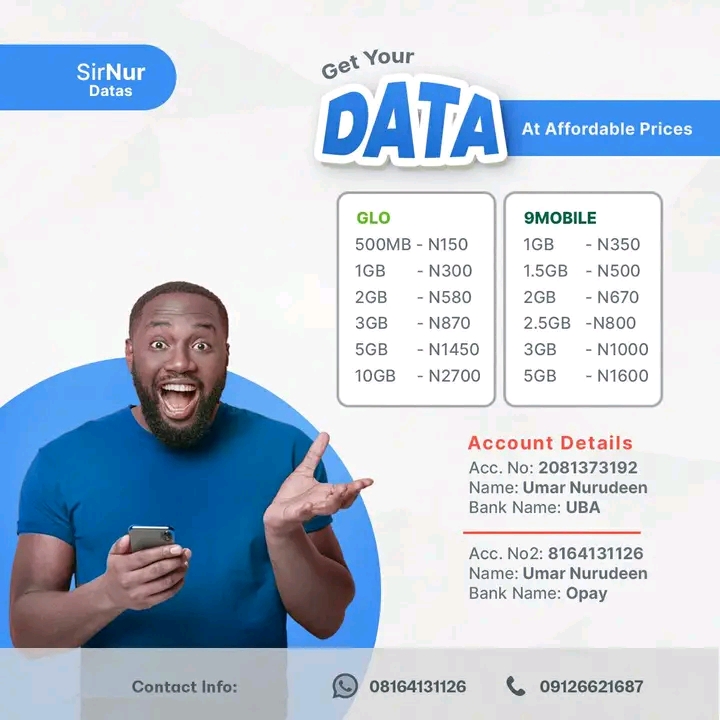 SirNur
Datas
Get Your
DATA
At Affordable Prices
GLO
500MB - N150
1GB - N300
2GB - N580
3GB - N870
5GB - N1450
10GB - N2700
9MOBILE
1GB - N350
1.5GB - N500
2GB - N670
2.5GB -N800
3GB - N1000
5GB - N1600
Account Details
Acc. No: 2081373192
Name: Umar Nurudeen
Bank Name: UBA
Acc. No2: 8164131126
Name: Umar Nurudeen
Bank Name: Opay
Contact Info: 08164131126 09126621687